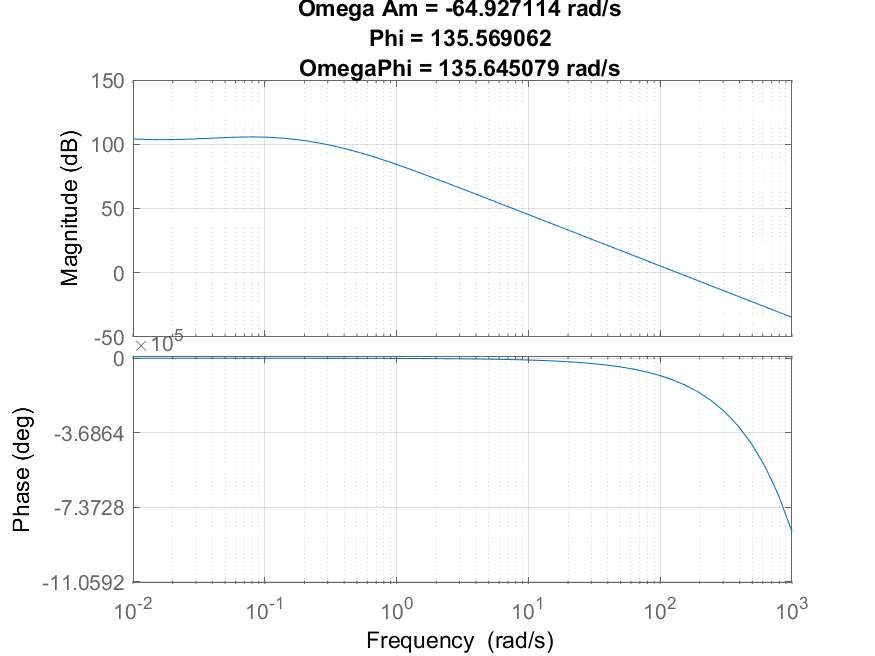 Omega Am = -64.927114 rad/s
Phi = 135.569062
OmegaPhi = 135.645079 rad/s
150
100
50
0
-50
Magnitude (dB)
×10^5
0
-3.6864
-7.3728
-11.0592
Phase (deg)
10^-2 10^-1 10^0 10^1 10^2 10^3
Frequency (rad/s)